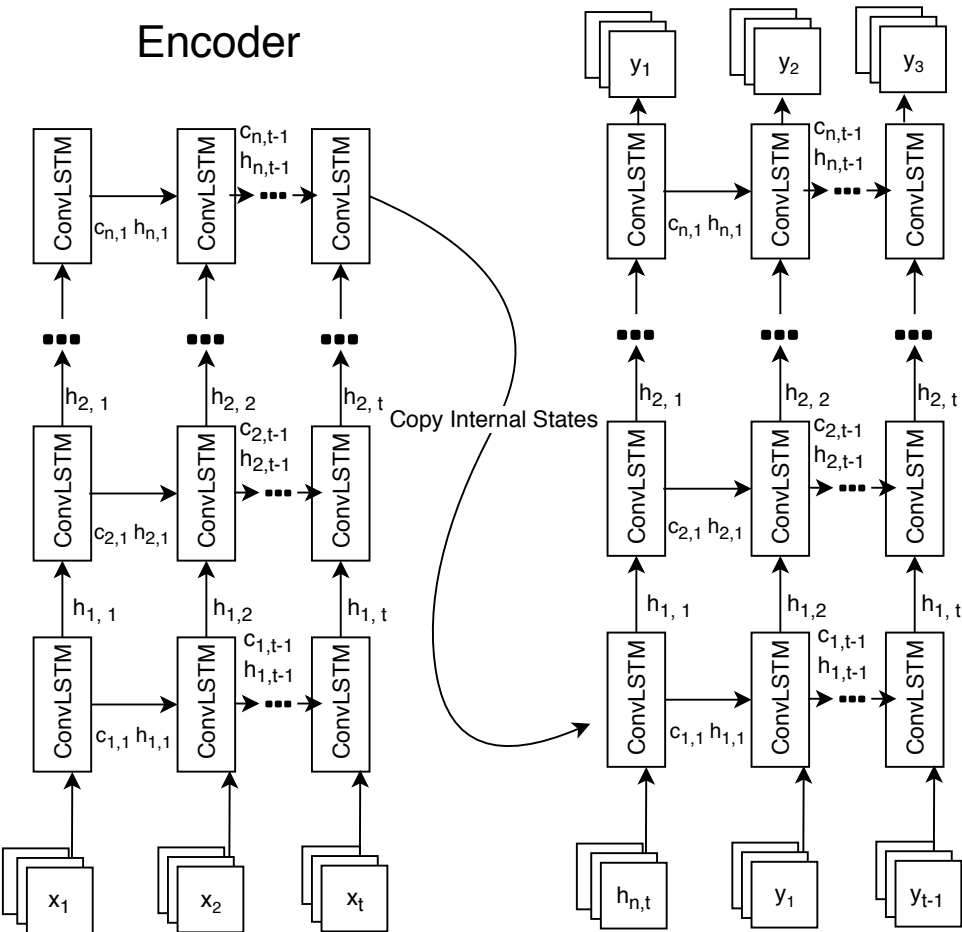 Encoder
y1 y2 y3
ConvLSTM ConvLSTM ConvLSTM ConvLSTM ConvLSTM ConvLSTM
cn,t-1 cn,t-1
hn,t-1 hn,t-1
cn,1 hn,1 cn,1 hn,1
h2, 1 h2, 2 h2, t h2, 1 h2, 2 h2, t
Copy Internal States
ConvLSTM ConvLSTM ConvLSTM ConvLSTM ConvLSTM ConvLSTM
c2,t-1 c2,t-1
h2,t-1 h2,t-1
c2,1 h2,1 c2,1 h2,1
h1, 1 h1,2 h1, t h1, 1 h1,2 h1, t
ConvLSTM ConvLSTM ConvLSTM ConvLSTM ConvLSTM ConvLSTM
c1,t-1 c1,t-1
h1,t-1 h1,t-1
c1,1 h1,1 c1,1 h1,1
x1 x2 xt hn,t y1 yt-1